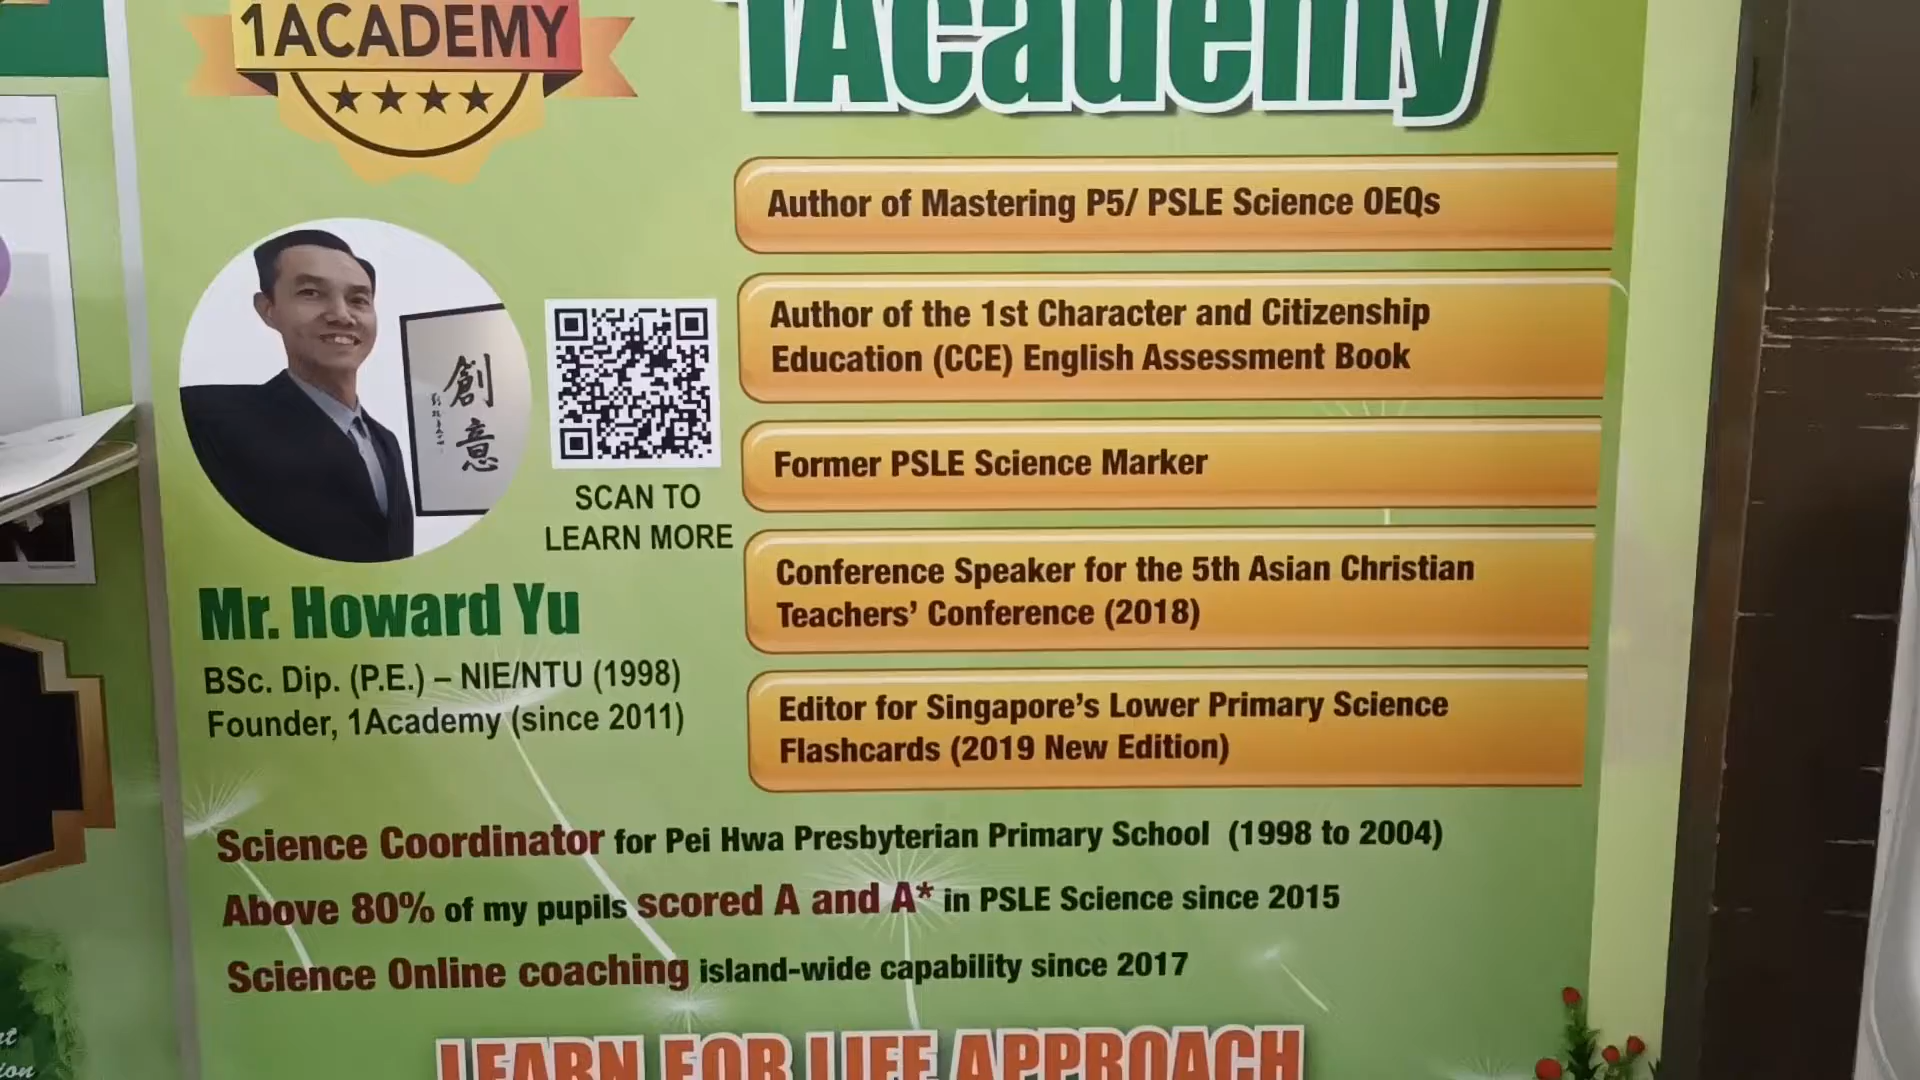 1ACADEMY
1Academy
Author of Mastering P5/ PSLE Science OEQs
Author of the 1st Character and Citizenship
Education (CCE) English Assessment Book
Former PSLE Science Marker
Conference Speaker for the 5th Asian Christian
Teachers' Conference (2018)
Editor for Singapore's Lower Primary Science
Flashcards (2019 New Edition)
創
意
SCAN TO
LEARN MORE
Mr. Howard Yu
BSc. Dip. (P.E.) – NIE/NTU (1998)
Founder, 1Academy (since 2011)
Science Coordinator for Pei Hwa Presbyterian Primary School (1998 to 2004)
Above 80% of my pupils scored A and A* in PSLE Science since 2015
Science Online coaching island-wide capability since 2017
LEARN FOR LIFE APPROACH